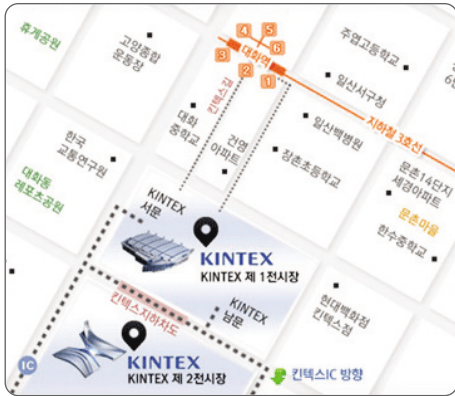 휴게공원
고양종합
운동장
4
5
6
3
대화역
2
1
주엽고등학교
일산서구청
지하철 3호선
킨텍스길
대화
중학교
건영
아파트
일산백병원
장촌초등학교
한국
교통연구원
대화동
레포츠공원
문촌14단지
세경아파트
문촌마을
한수중학교
KINTEX
서문
KINTEX
KINTEX 제 1전시장
KINTEX
남문
킨텍스지하차도
현대백화점
킨텍스점
KINTEX
KINTEX 제 2전시장
IC
킨텍스IC 방향